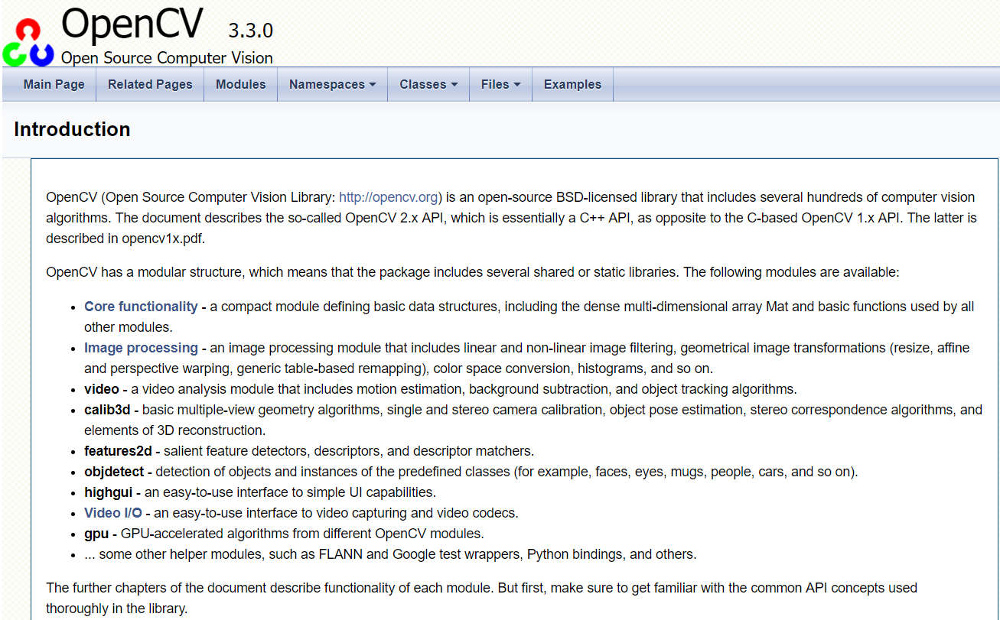 OpenCV 3.3.0
Open Source Computer Vision
Main Page Related Pages Modules Namespaces Classes Files Examples
Introduction
OpenCV (Open Source Computer Vision Library: http://opencv.org) is an open-source BSD-licensed library that includes several hundreds of computer vision
algorithms. The document describes the so-called OpenCV 2.x API, which is essentially a C++ API, as opposite to the C-based OpenCV 1.x API. The latter is
described in opencv1x.pdf.
OpenCV has a modular structure, which means that the package includes several shared or static libraries. The following modules are available:
• Core functionality - a compact module defining basic data structures, including the dense multi-dimensional array Mat and basic functions used by all
other modules.
• Image processing - an image processing module that includes linear and non-linear image filtering, geometrical image transformations (resize, affine
and perspective warping, generic table-based remapping), color space conversion, histograms, and so on.
• video - a video analysis module that includes motion estimation, background subtraction, and object tracking algorithms.
• calib3d - basic multiple-view geometry algorithms, single and stereo camera calibration, object pose estimation, stereo correspondence algorithms, and
elements of 3D reconstruction.
• features2d - salient feature detectors, descriptors, and descriptor matchers.
• objdetect - detection of objects and instances of the predefined classes (for example, faces, eyes, mugs, people, cars, and so on).
• highgui - an easy-to-use interface to simple UI capabilities.
• Video I/O - an easy-to-use interface to video capturing and video codecs.
• gpu - GPU-accelerated algorithms from different OpenCV modules.
• ... some other helper modules, such as FLANN and Google test wrappers, Python bindings, and others.
The further chapters of the document describe functionality of each module. But first, make sure to get familiar with the common API concepts used
thoroughly in the library.